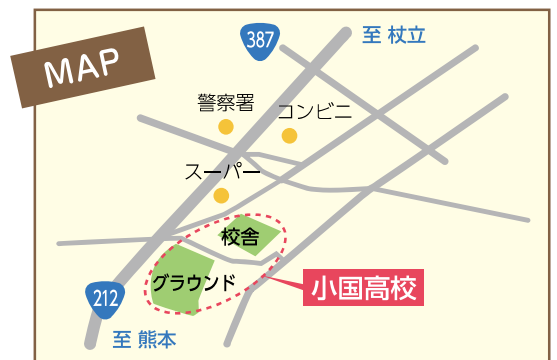 MAP
387
至 杖立
警察署
コンビニ
スーパー
校舎
グラウンド
小国高校
212
至 熊本